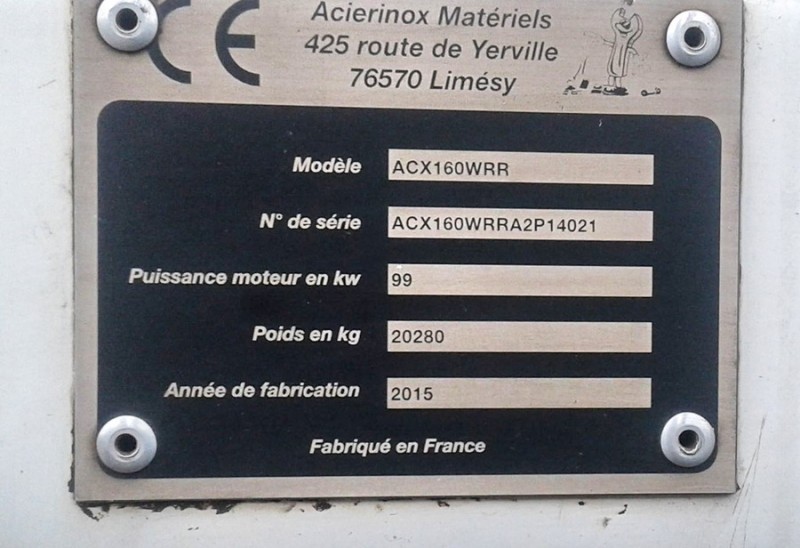 CE
Acierinox Matériels
425 route de Yerville
76570 Limésy
Modèle ACX160WRR
N° de série ACX160WRRA2P14021
Puissance moteur en kw 99
Poids en kg 20280
Année de fabrication 2015
Fabriqué en France